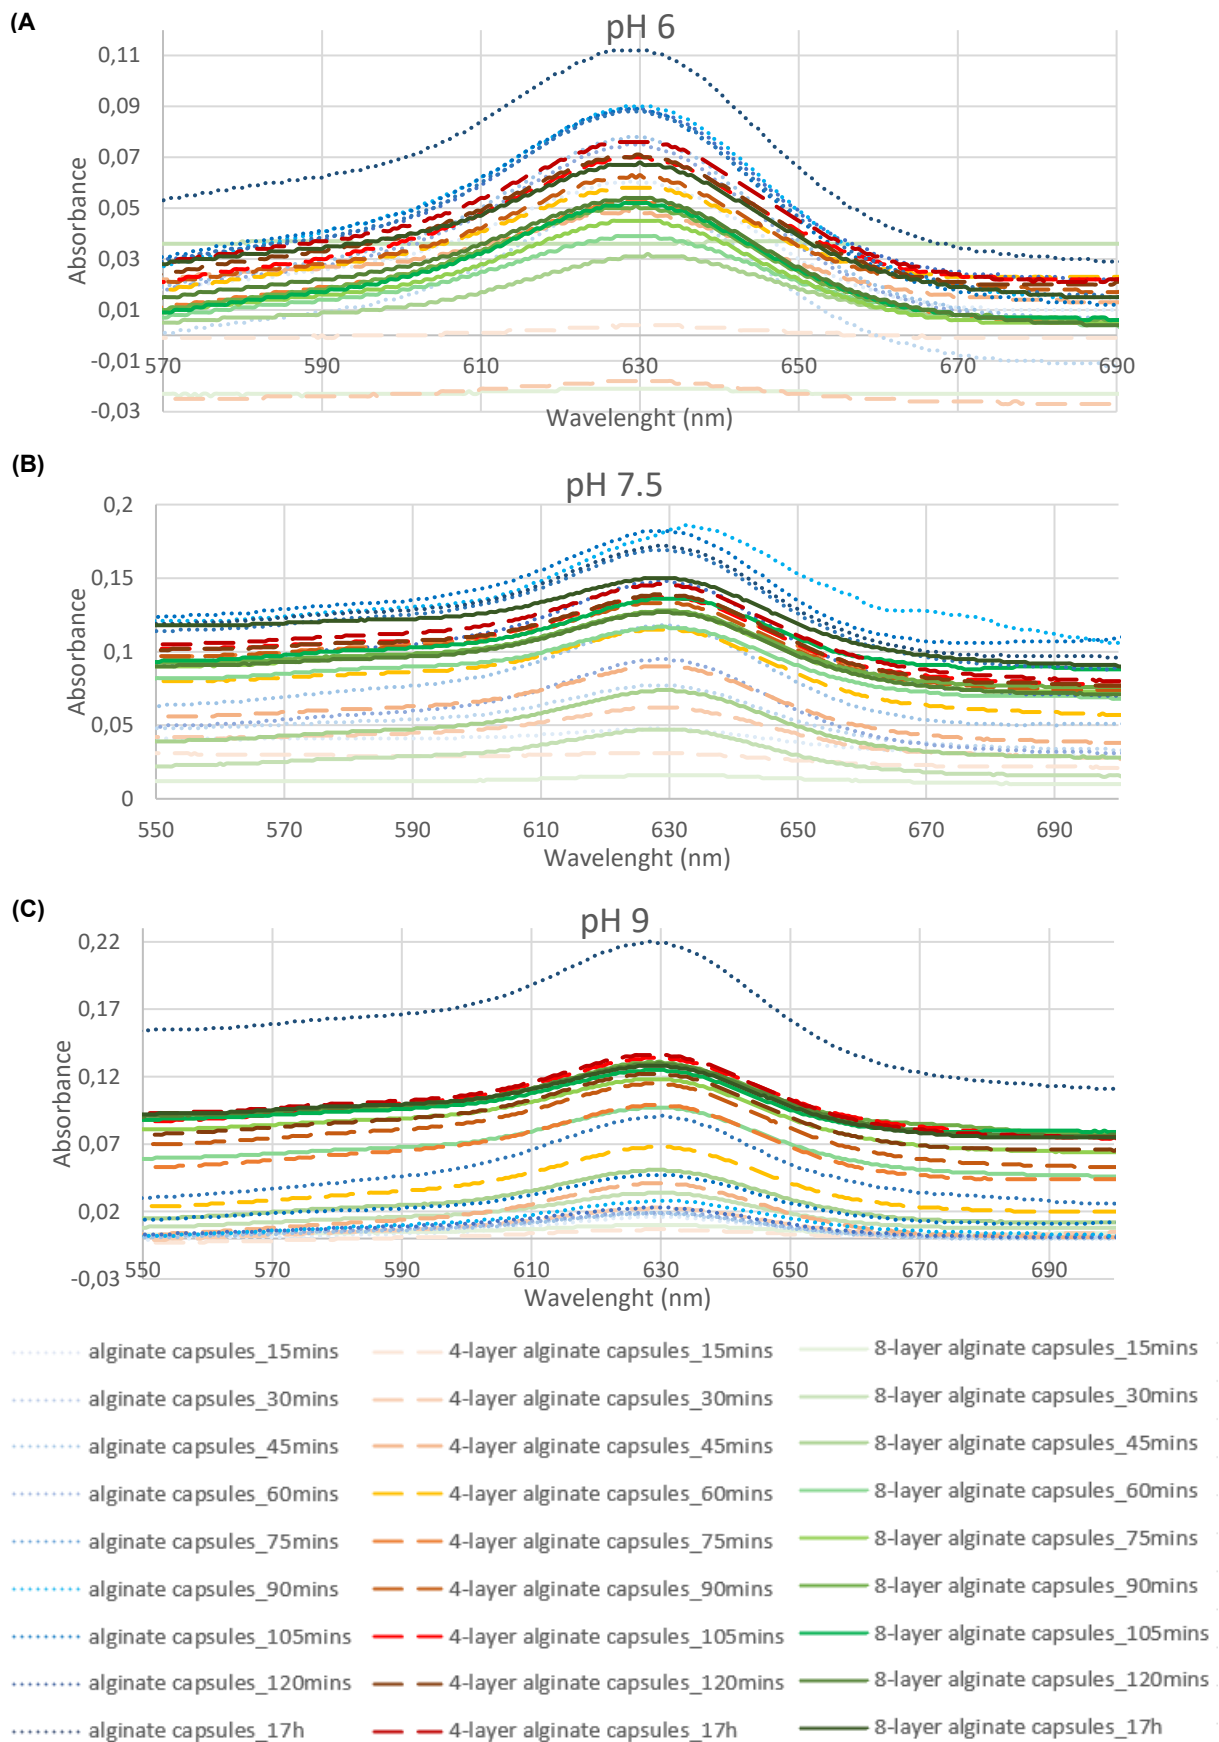 (A
pH 6
0,11
0,09
0,07
0,05
0,03
0,01
-0,01
-0,03
Absorbance
570 590 610 630 650 670 690
Wavelenght (nm)
(B)
pH 7.5
0,2
0,15
0,1
0,05
0
Absorbance
550 570 590 610 630 650 670 690
Wavelenght (nm)
(C)
pH 9
0,22
0,17
0,12
0,07
0,02
-0,03
Absorbance
550 570 590 610 630 650 670 690
Wavelenght (nm)
alginate capsules_15mins 4-layer alginate capsules_15mins 8-layer alginate capsules_15mins
alginate capsules_30mins 4-layer alginate capsules_30mins 8-layer alginate capsules_30mins
alginate capsules_45mins 4-layer alginate capsules_45mins 8-layer alginate capsules_45mins
alginate capsules_60mins 4-layer alginate capsules_60mins 8-layer alginate capsules_60mins
alginate capsules_75mins 4-layer alginate capsules_75mins 8-layer alginate capsules_75mins
alginate capsules_90mins 4-layer alginate capsules_90mins 8-layer alginate capsules_90mins
alginate capsules_105mins 4-layer alginate capsules_105mins 8-layer alginate capsules_105mins
alginate capsules_120mins 4-layer alginate capsules_120mins 8-layer alginate capsules_120mins
alginate capsules_17h 4-layer alginate capsules_17h 8-layer alginate capsules_17h